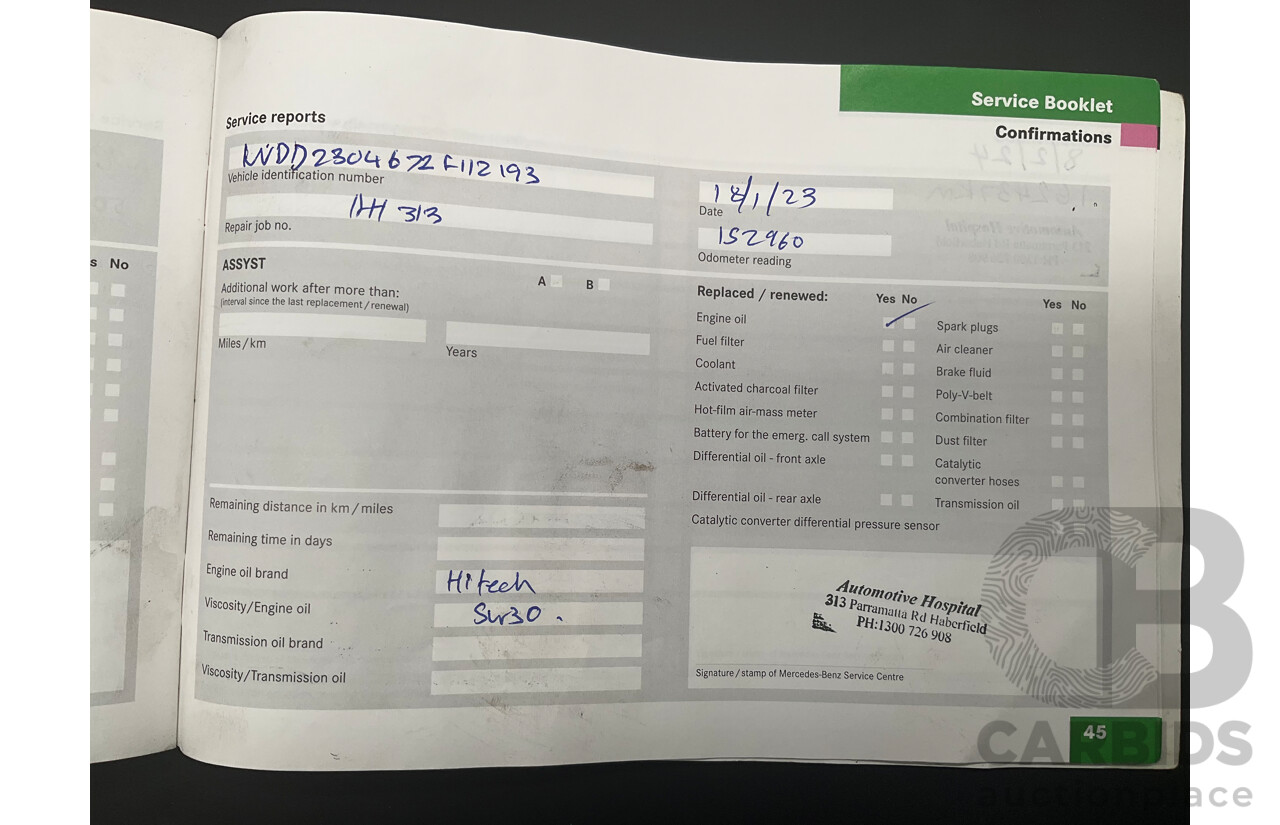 Service Booklet
Confirmations
Service reports
WDD2304672F112193
Vehicle identification number
AH 313
Repair job no.
18/1/23
Date
152960
Odometer reading
s No
ASSYST
A B
Additional work after more than:
(interval since the last replacement / renewal)
Miles/km
Years
Replaced / renewed:
Yes No
Yes No
Engine oil
Fuel filter
Coolant
Activated charcoal filter
Hot-film air-mass meter
Battery for the emerg. call system
Differential oil - front axle
Differential oil - rear axle
Catalytic converter differential pressure sensor
Spark plugs
Air cleaner
Brake fluid
Poly-V-belt
Combination filter
Dust filter
Catalytic
converter hoses
Transmission oil
Remaining distance in km/miles
Remaining time in days
Engine oil brand
Hitech
Viscosity/Engine oil
5w30.
Transmission oil brand
Viscosity/Transmission oil
Automotive Hospital
313 Parramatta Rd Haberfield
PH:1300 726 908
Signature/stamp of Mercedes-Benz Service Centre
45
CB
CARBIDS
auctionplace